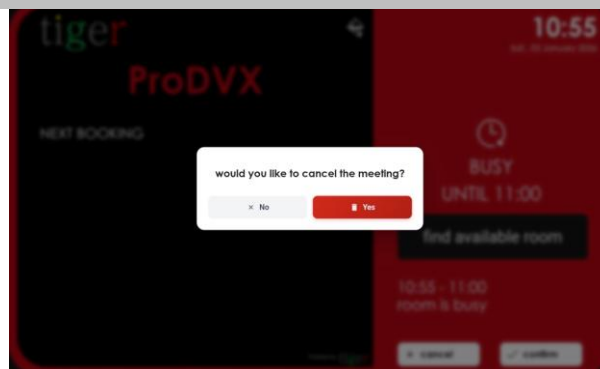 tiger
10:55
ProDVX
NEXT BOOKING
BUSY
UNTIL 11:00
would you like to cancel the meeting?
× No
Yes
find available room
10:55 - 11:00
room is busy
× cancel
✓ confirm